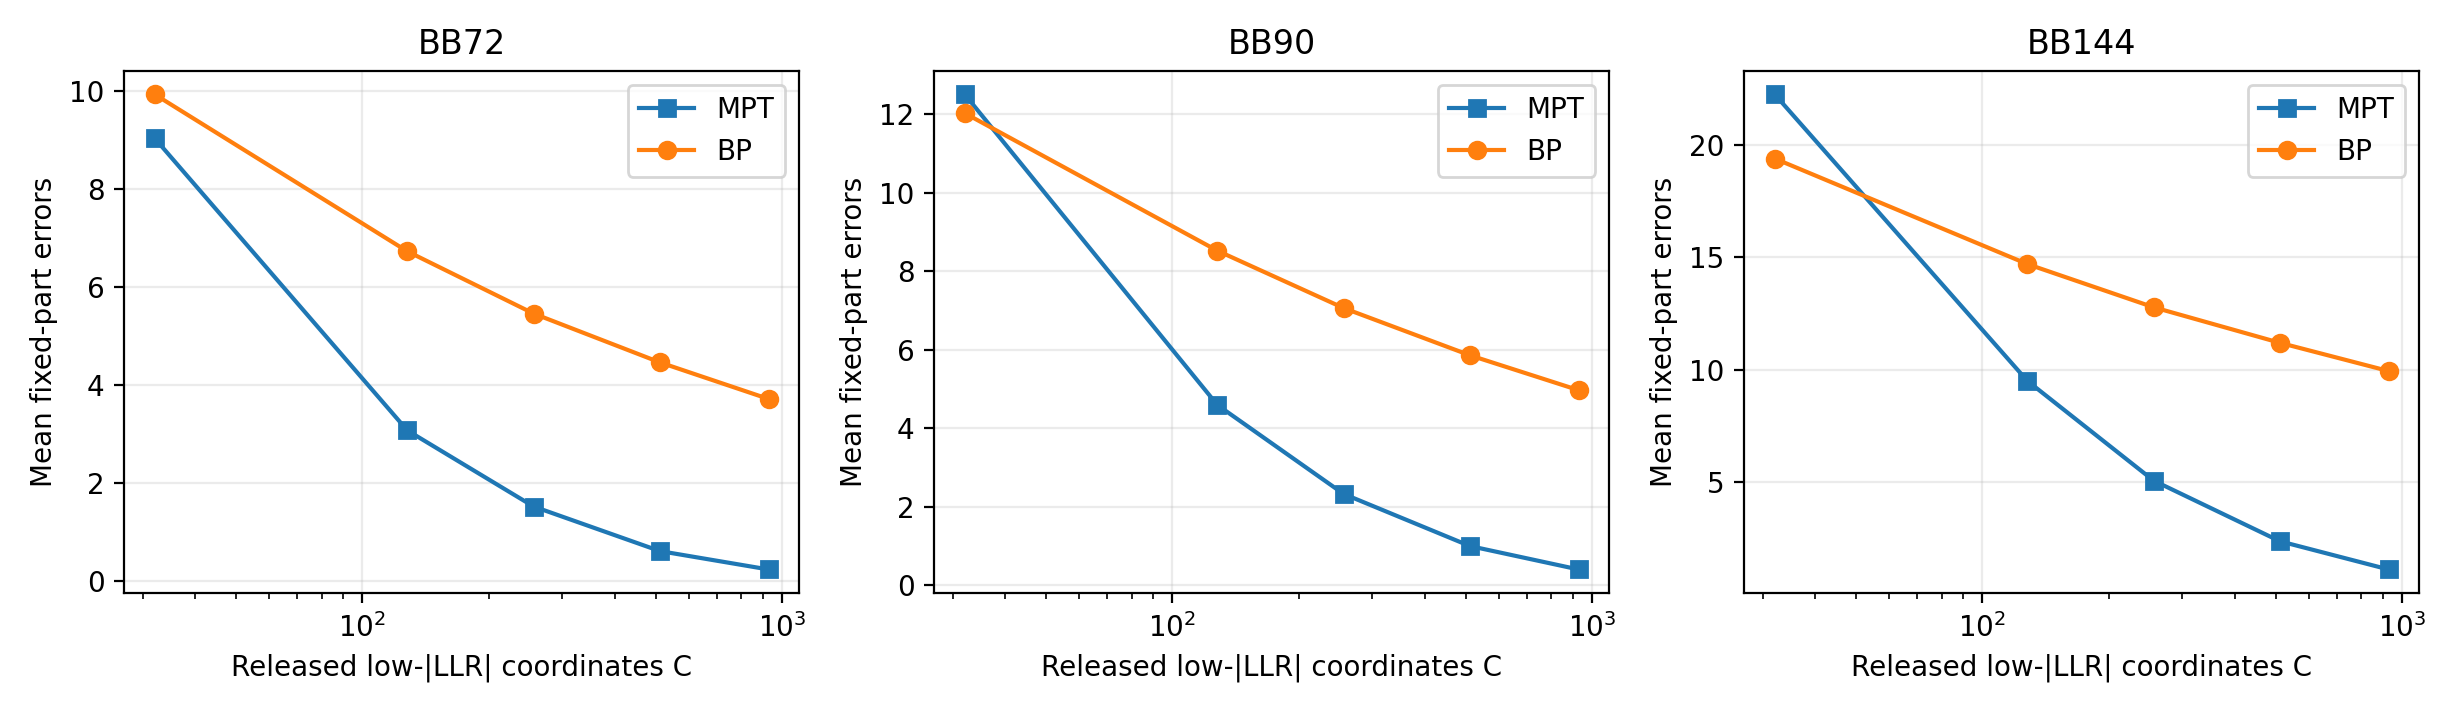 BB72
Mean fixed-part errors
10
8
6
4
2
0
MPT
BP
10²
10³
Released low-|LLR| coordinates C
BB90
Mean fixed-part errors
12
10
8
6
4
2
0
MPT
BP
10²
10³
Released low-|LLR| coordinates C
BB144
Mean fixed-part errors
20
15
10
5
MPT
BP
10²
10³
Released low-|LLR| coordinates C